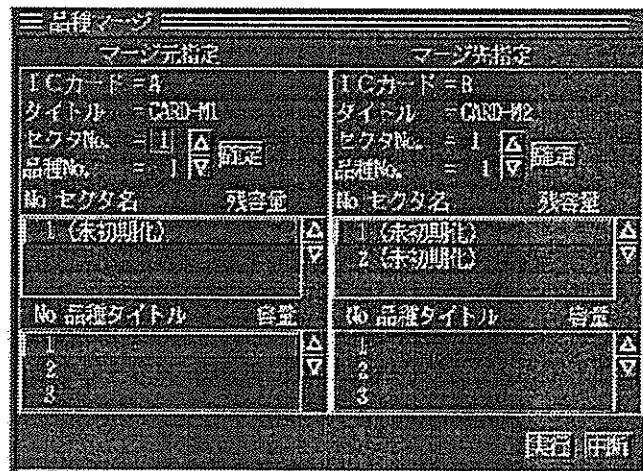 品種マージ
マージ元指定
ICカード =A
タイトル =CARD-M1
セクタNo. = 1 確定
品種No. = 1
No セクタ名 残容量
1 (未初期化)
No 品種タイトル 容量
1
2
3
マージ先指定
ICカード =B
タイトル =CARD-M2
セクタNo. = 1 確定
品種No. = 1
No セクタ名 残容量
1 (未初期化)
2 (未初期化)
No 品種タイトル 容量
1
2
3
実行 中断